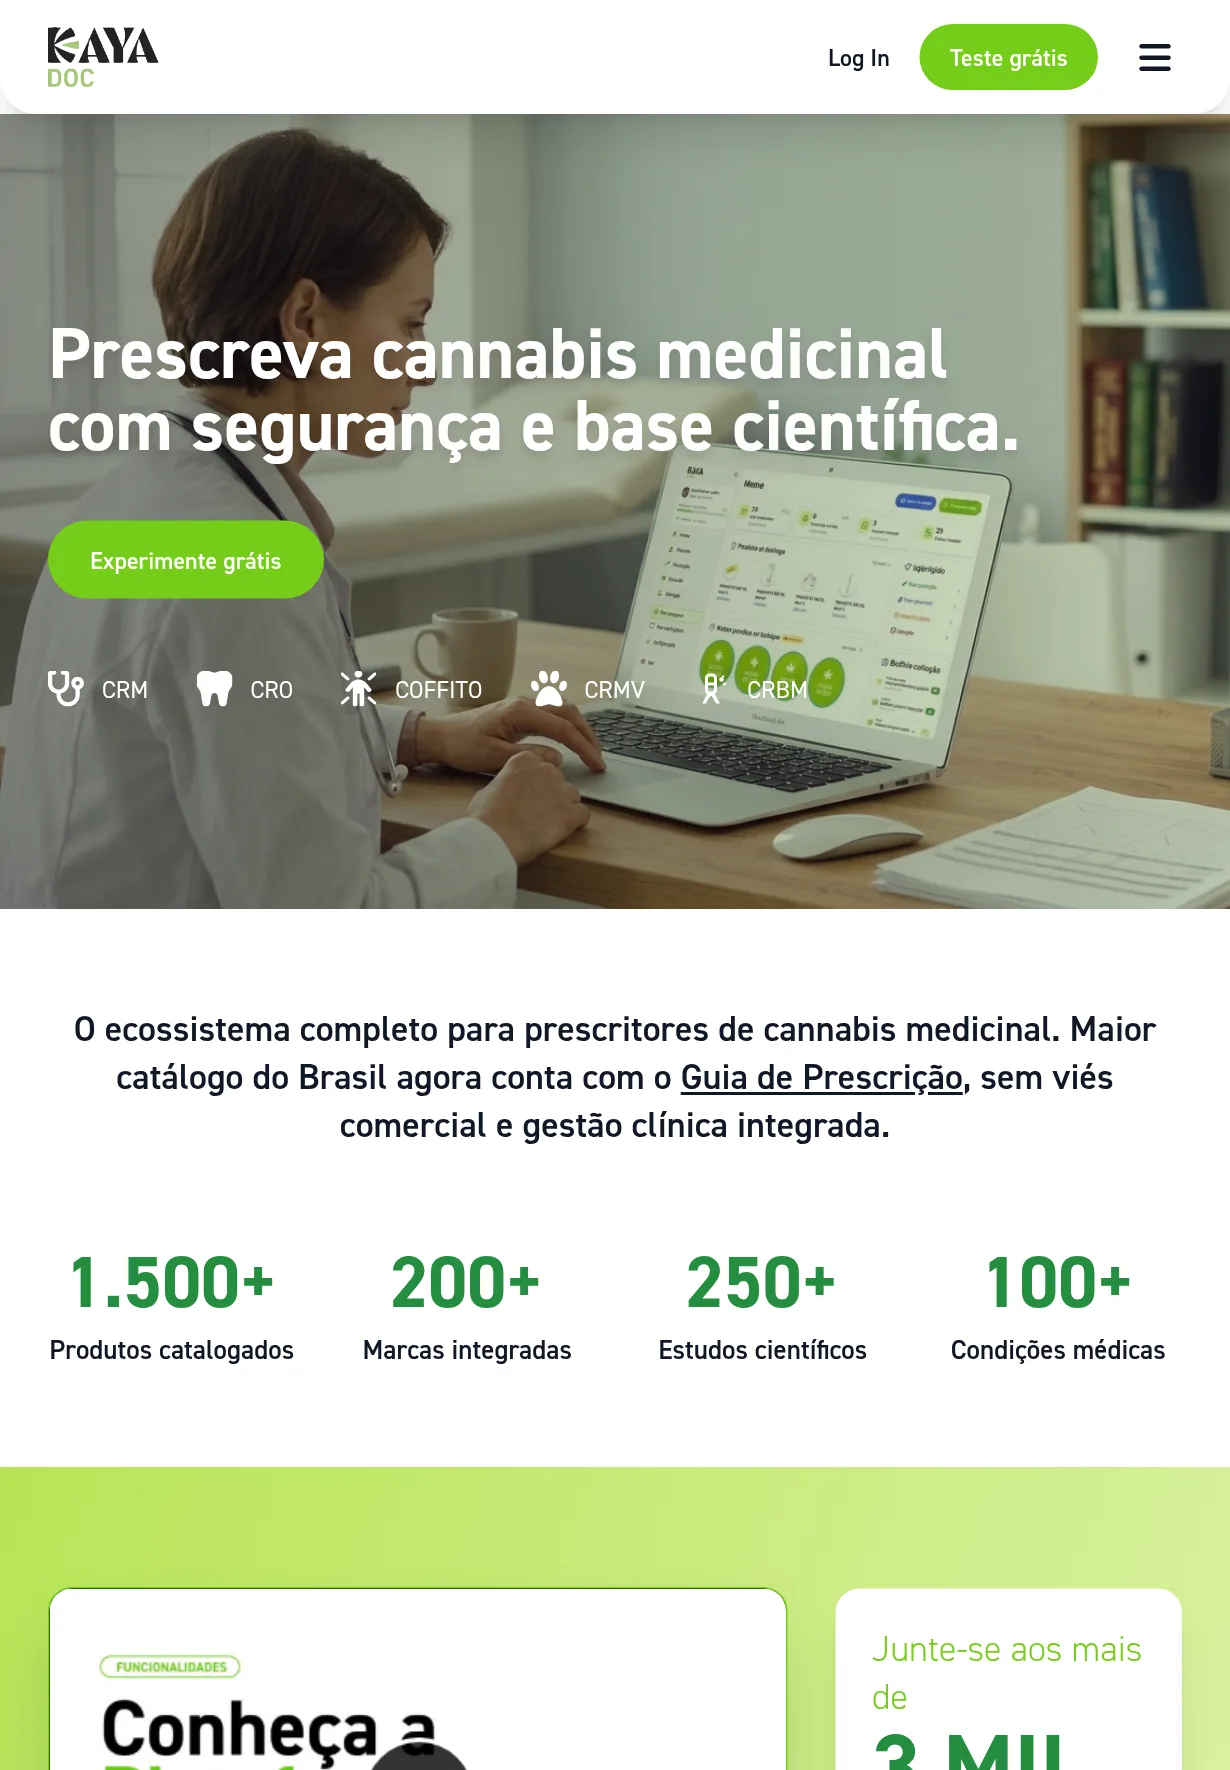 KAYA
DOC
Log In
Teste grátis
Prescreva cannabis medicinal
com segurança e base científica.
Experimente grátis
CRM
CRO
COFFITO
CRMV
CRBM
Home
O ecossistema completo para prescritores de cannabis medicinal. Maior
catálogo do Brasil agora conta com o Guia de Prescrição, sem viés
comercial e gestão clínica integrada.
1.500+
200+
250+
100+
Produtos catalogados
Marcas integradas
Estudos científicos
Condições médicas
FUNCIONALIDADES
Conheça a
Junte-se aos mais
de
3 MIL